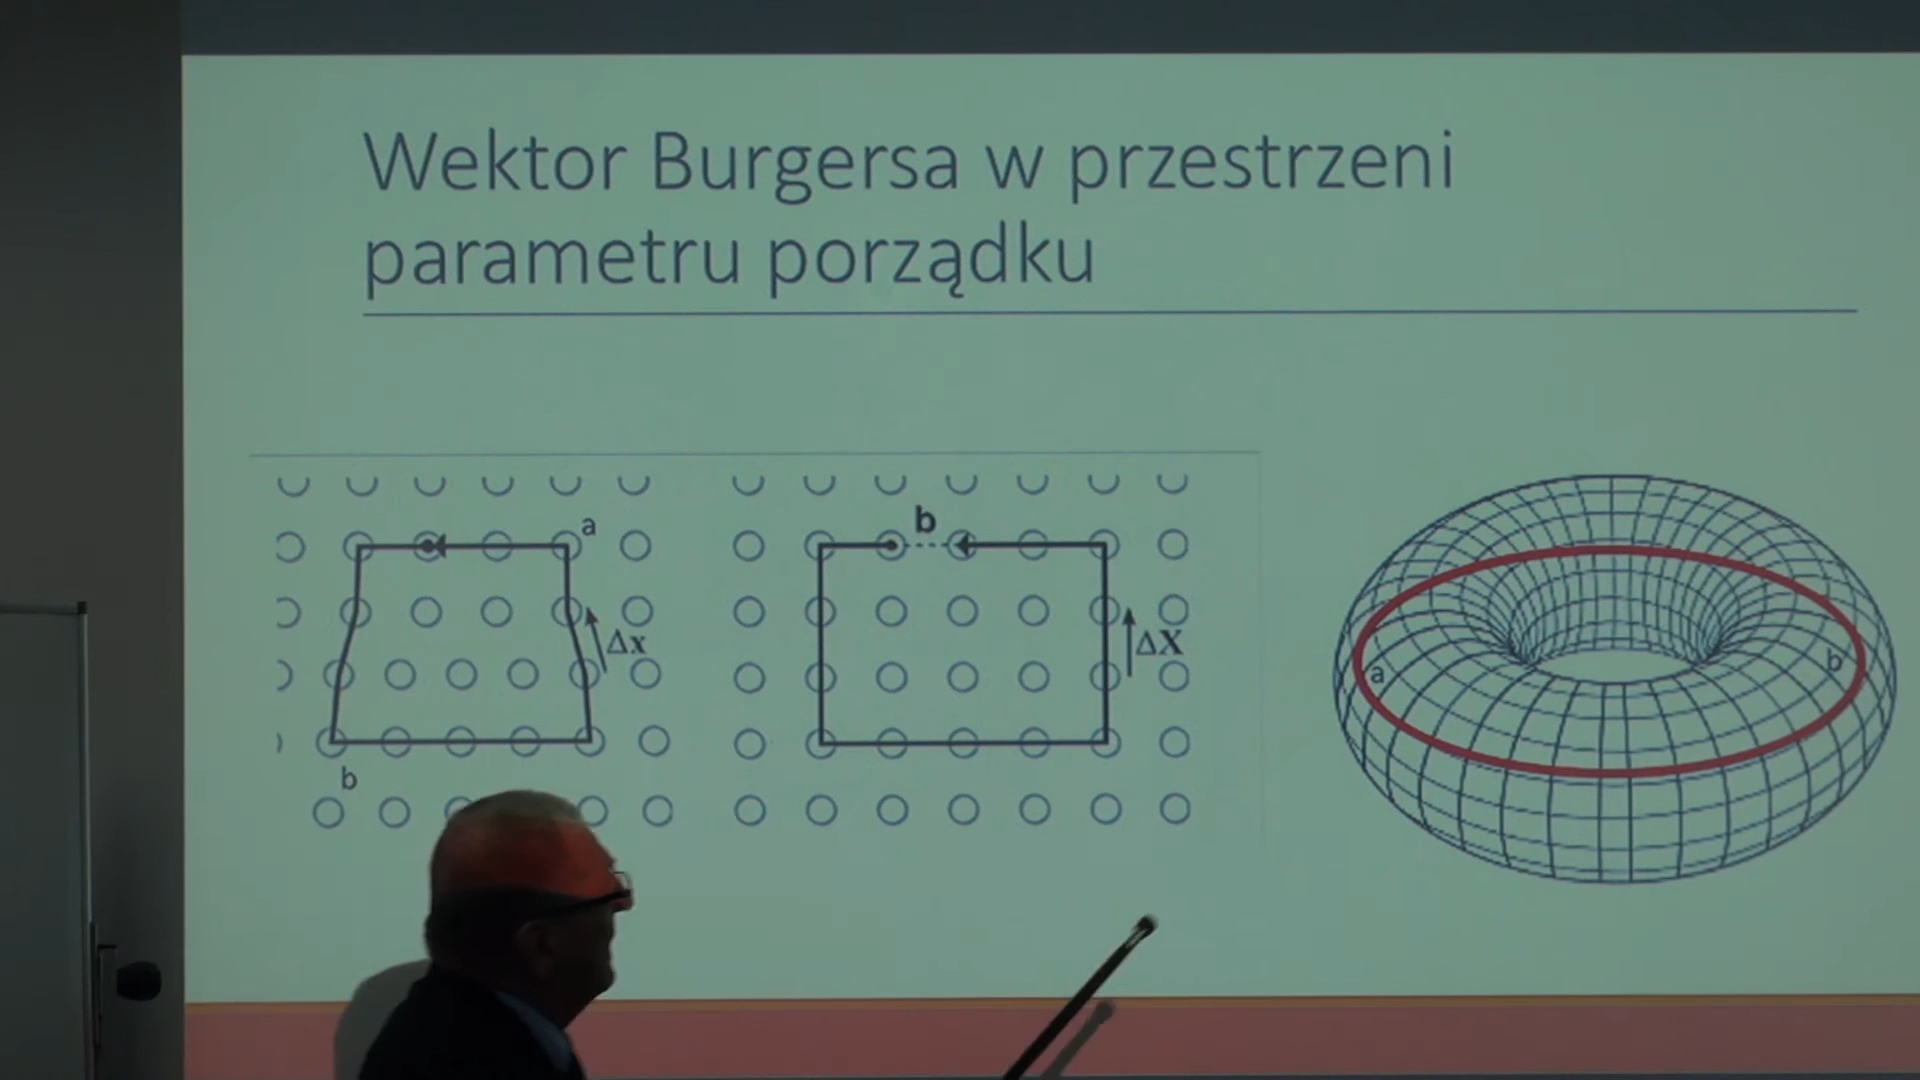 Wektor Burgersa w przestrzeni
parametru porządku
a
b
Δx
b
ΔX
a
b